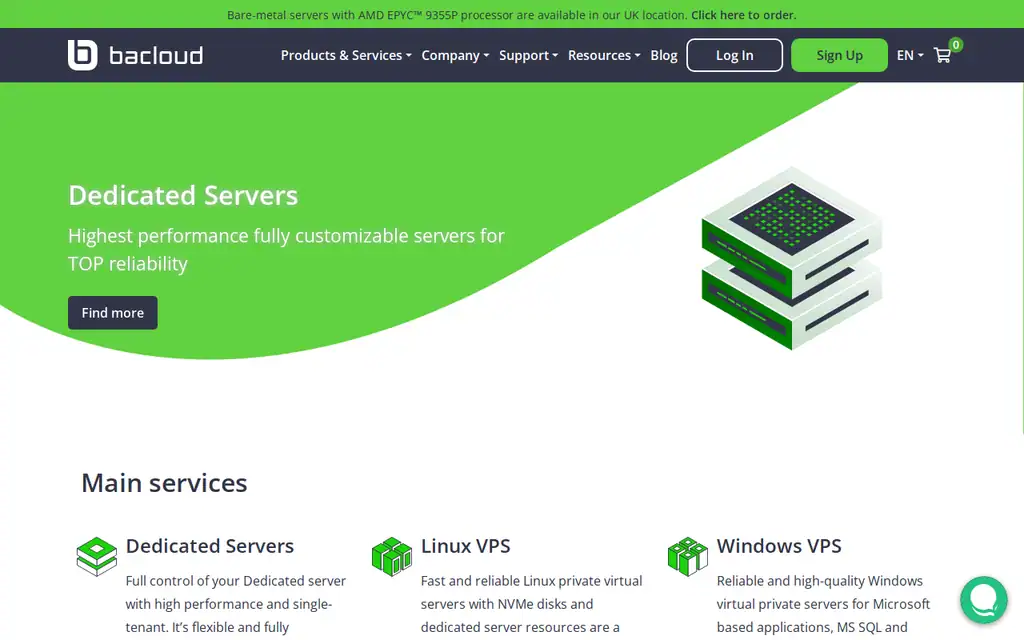 Bare-metal servers with AMD EPYC™ 9355P processor are available in our UK location. Click here to order.
bacloud
Products & Services
Company
Support
Resources
Blog
Log In
Sign Up
EN
0
Dedicated Servers
Highest performance fully customizable servers for
TOP reliability
Find more
Main services
Dedicated Servers
Full control of your Dedicated server
with high performance and single-
tenant. It’s flexible and fully
Linux VPS
Fast and reliable Linux private virtual
servers with NVMe disks and
dedicated server resources are a
Windows VPS
Reliable and high-quality Windows
virtual private servers for Microsoft
based applications, MS SQL and